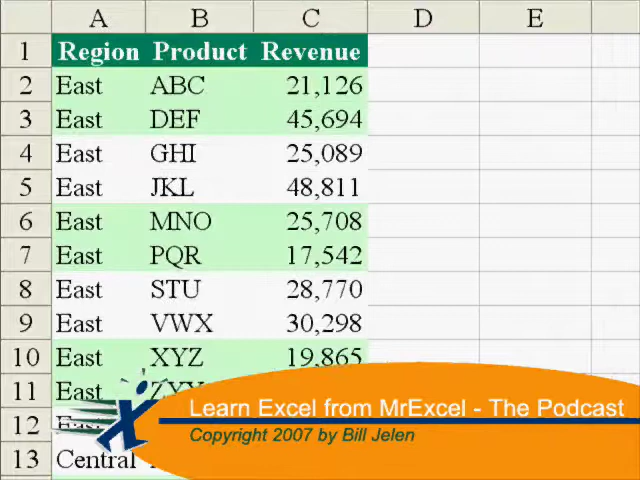 A B C D E
1 Region Product Revenue
2 East ABC 21,126
3 East DEF 45,694
4 East GHI 25,089
5 East JKL 48,811
6 East MNO 25,708
7 East PQR 17,542
8 East STU 28,770
9 East VWX 30,298
10 East XYZ 19,865
11 East
12 East
13 Central
Learn Excel from MrExcel - The Podcast
Copyright 2007 by Bill Jelen